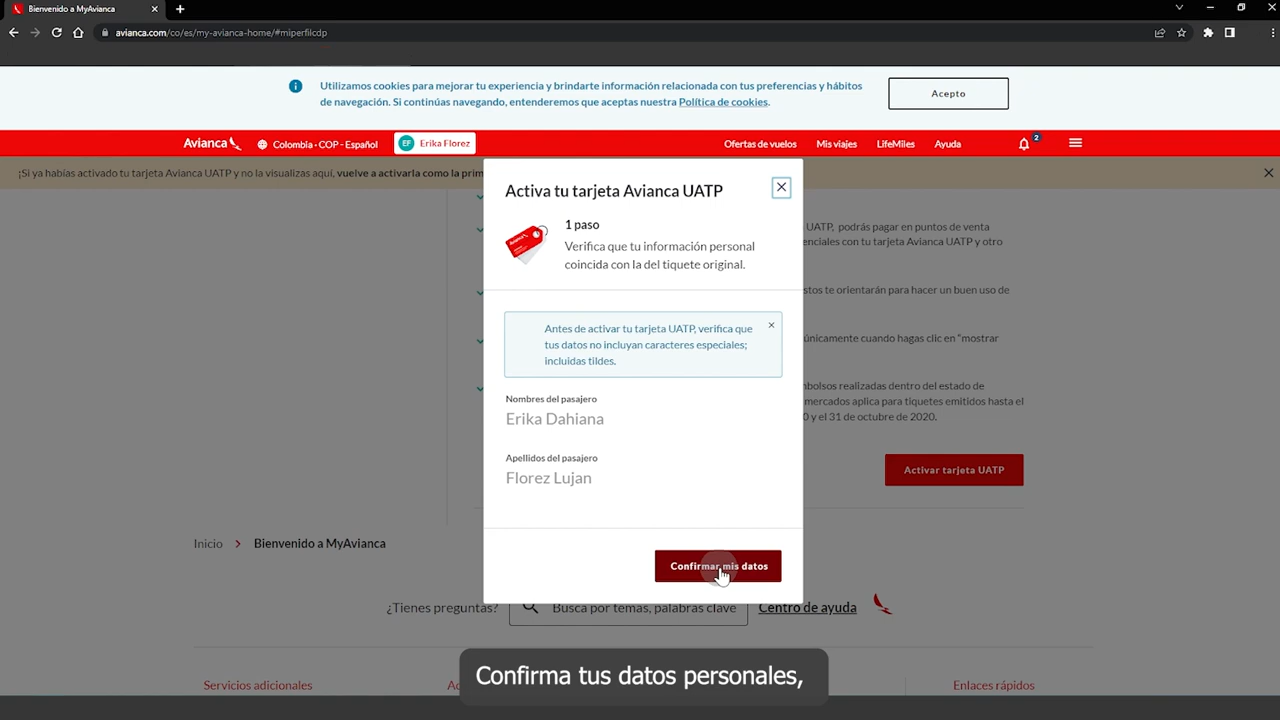 Bienvenido a MyAvianca
avianca.com/co/es/my-avianca-home/#miperfilcdp
Utilizamos cookies para mejorar tu experiencia y brindarte información relacionada con tus preferencias y hábitos
de navegación. Si continúas navegando, entenderemos que aceptas nuestra Política de cookies.
Acepto
Avianca
Colombia · COP - Español
EF Erika Florez
Ofertas de vuelos
Mis viajes
LifeMiles
Ayuda
2
¡Si ya habías activado tu tarjeta Avianca UATP y no la visualizas aquí, vuelve a activarla como la prim
Activa tu tarjeta Avianca UATP
1 paso
Verifica que tu información personal
coincida con la del tiquete original.
Antes de activar tu tarjeta UATP, verifica que
tus datos no incluyan caracteres especiales;
incluidas tildes.
Nombres del pasajero
Erika Dahiana
Apellidos del pasajero
Florez Lujan
Confirmar mis datos
UATP, podrás pagar en puntos de venta
enciales con tu tarjeta Avianca UATP y otro
stos te orientarán para hacer un buen uso de
únicamente cuando hagas clic en "mostrar
mbolsos realizadas dentro del estado de
mercados aplica para tiquetes emitidos hasta el
0 y el 31 de octubre de 2020.
Activar tarjeta UATP
Inicio > Bienvenido a MyAvianca
¿Tienes preguntas?
Busca por temas, palabras clave
Centro de ayuda
Servicios adicionales
Enlaces rápidos
Confirma tus datos personales,